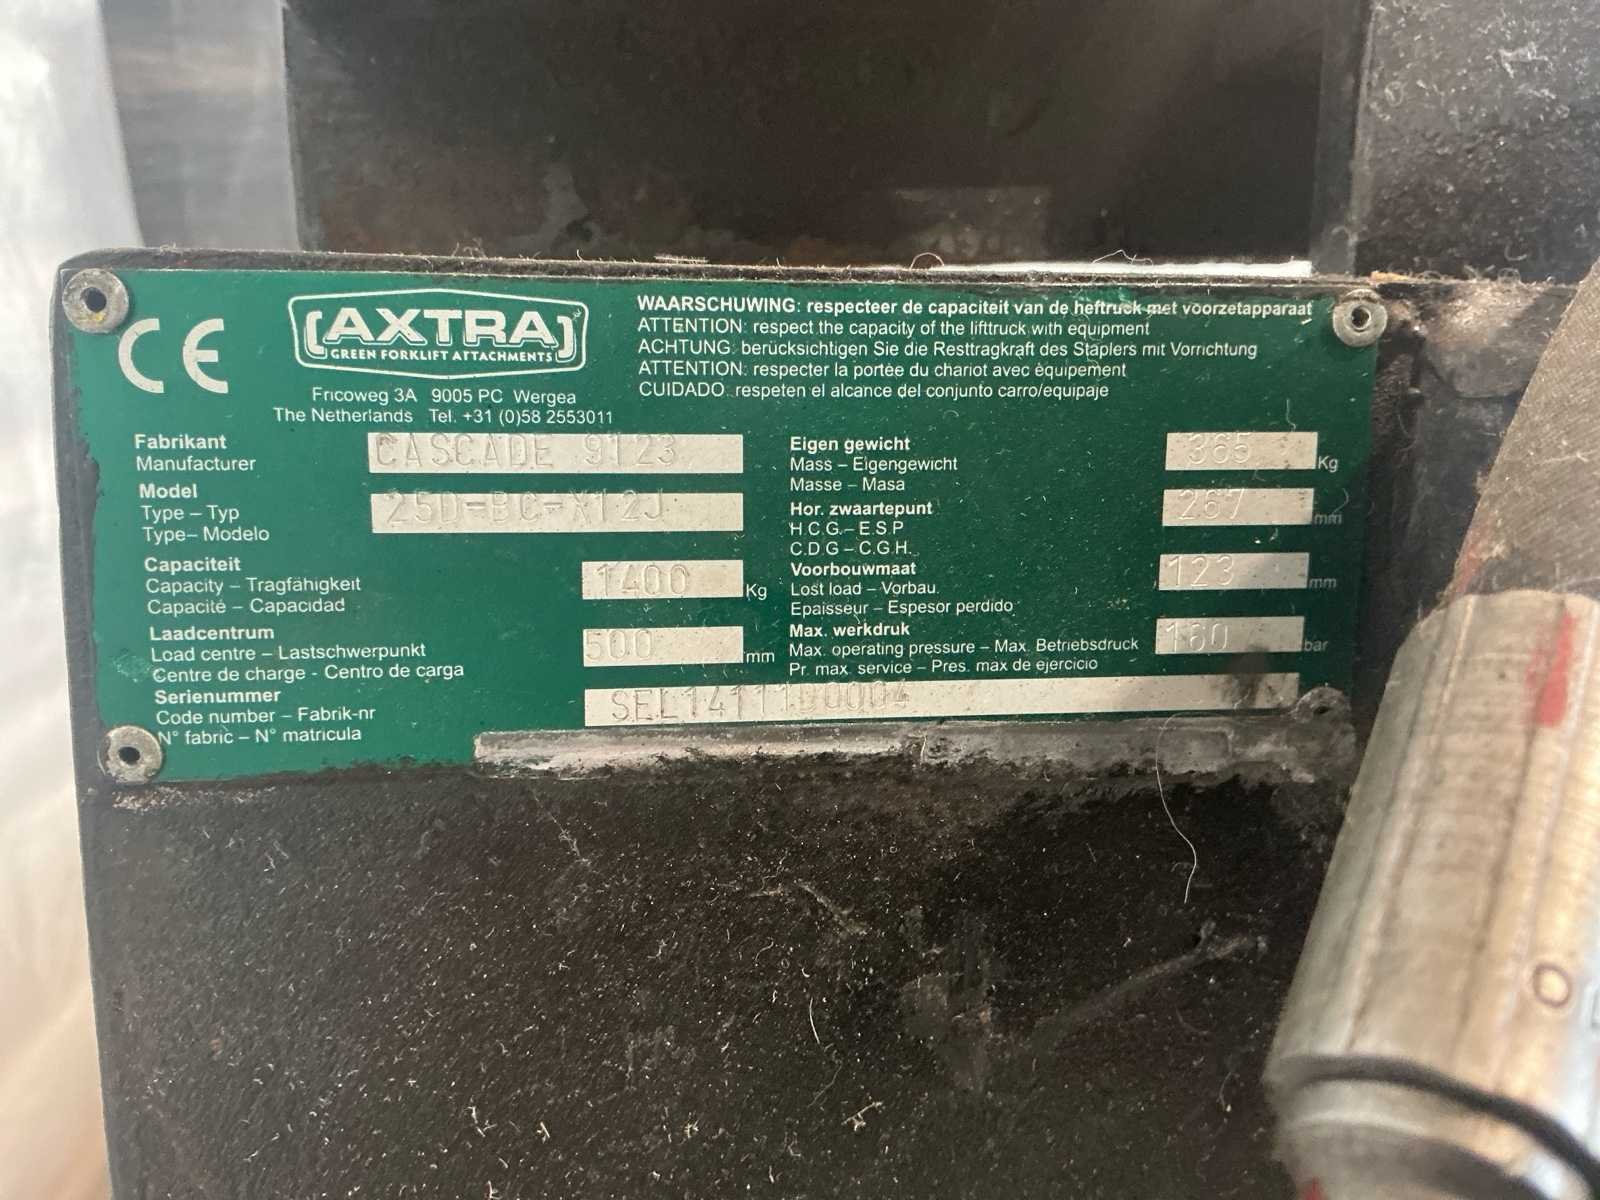 CE
AXTRA
GREEN FORKLIFT ATTACHMENTS
Fricoweg 3A 9005 PC Wergea
The Netherlands Tel. +31 (0)58 2553011
WAARSCHUWING: respecteer de capaciteit van de heftruck met voorzetapparaat
ATTENTION: respect the capacity of the lifttruck with equipment
ACHTUNG: berücksichtigen Sie die Resttragkraft des Staplers mit Vorrichtung
ATTENTION: respecter la portée du chariot avec équipement
CUIDADO: respeten el alcance del conjunto carro/equipaje
Fabrikant
Manufacturer
CASCADE 9123
Model
Type – Typ
Type– Modelo
25D-BC-X12J
Capaciteit
Capacity – Tragfähigkeit
Capacité – Capacidad
1400 Kg
Laadcentrum
Load centre – Lastschwerpunkt
Centre de charge - Centro de carga
500 mm
Serienummer
Code number – Fabrik-nr
N° fabric – N° matricula
Eigen gewicht
Mass – Eigengewicht
Masse – Masa
365 Kg
Hor. zwaartepunt
H.C.G.– E.S.P
C.D.G – C.G.H.
267 mm
Voorbouwmaat
Lost load – Vorbau.
Epaisseur – Espesor perdido
123 mm
Max. werkdruk
Max. operating pressure – Max. Betriebsdruck
Pr. max. service – Pres. max de ejercicio
160 bar